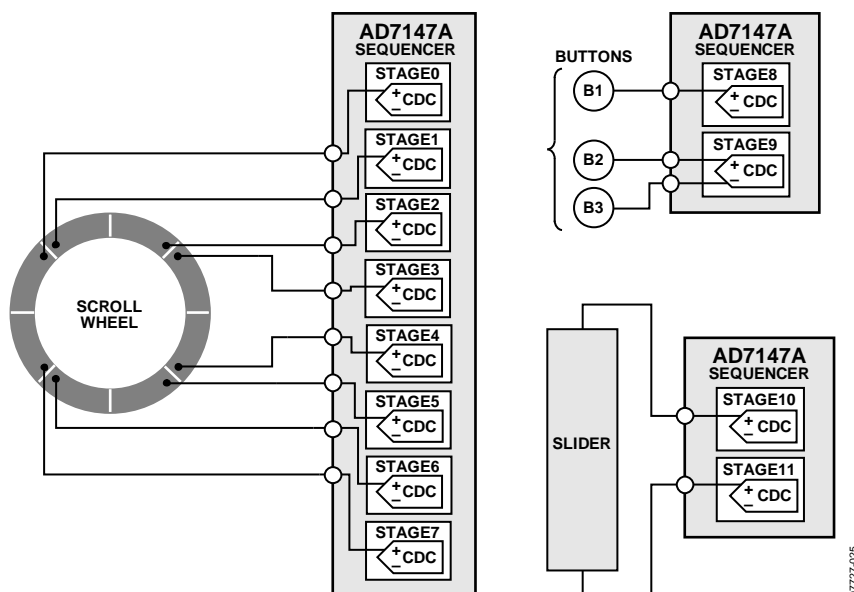 AD7147A
SEQUENCER
STAGE0
+
–
CDC
STAGE1
+
–
CDC
STAGE2
+
–
CDC
STAGE3
+
–
CDC
STAGE4
+
–
CDC
STAGE5
+
–
CDC
STAGE6
+
–
CDC
STAGE7
+
–
CDC
SCROLL
WHEEL
BUTTONS
B1
B2
B3
AD7147A
SEQUENCER
STAGE8
+
–
CDC
STAGE9
+
–
CDC
SLIDER
AD7147A
SEQUENCER
STAGE10
+
–
CDC
STAGE11
+
–
CDC